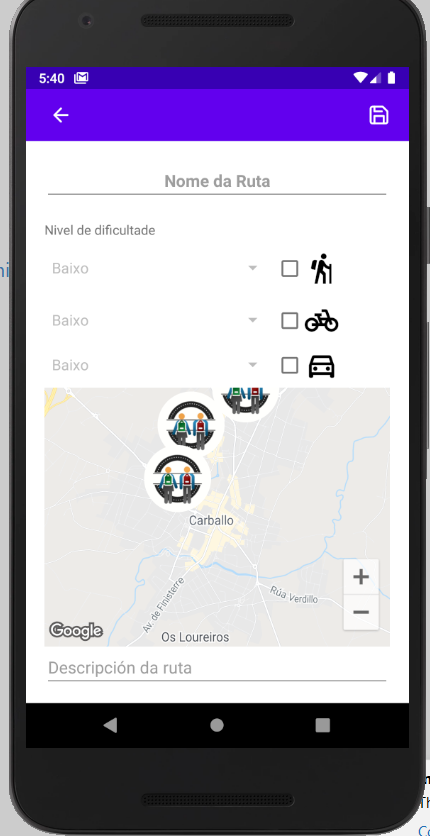 5:40
Nome da Ruta
Nivel de dificultade
Baixo
Baixo
Baixo
Carballo
Av. de Finisterre
Rúa Verdillo
+
−
Google
Os Loureiros
Descripción da ruta